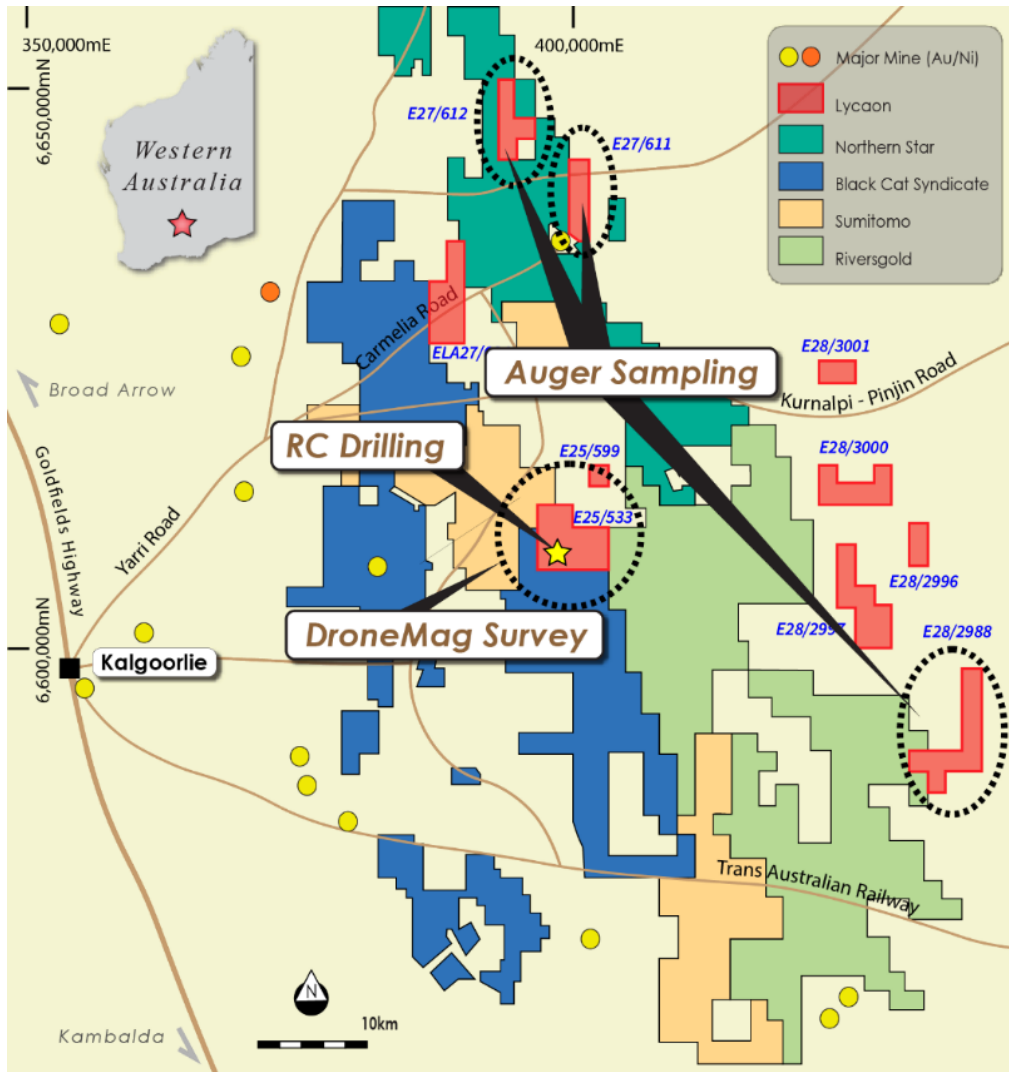 350,000mE
400,000mE
6,650,000mN
6,600,000mN
Western
Australia
Major Mine (Au/Ni)
Lycaon
Northern Star
Black Cat Syndicate
Sumitomo
Riversgold
E27/612
E27/611
Carmelia Road
ELA27/
Auger Sampling
E28/3001
Kurnalpi - Pinjin Road
Broad Arrow
RC Drilling
E25/599
E28/3000
Goldfields Highway
Yarri Road
E25/533
E28/2996
DroneMag Survey
E28/2997
E28/2988
Kalgoorlie
Trans Australian Railway
N
10km
Kambalda